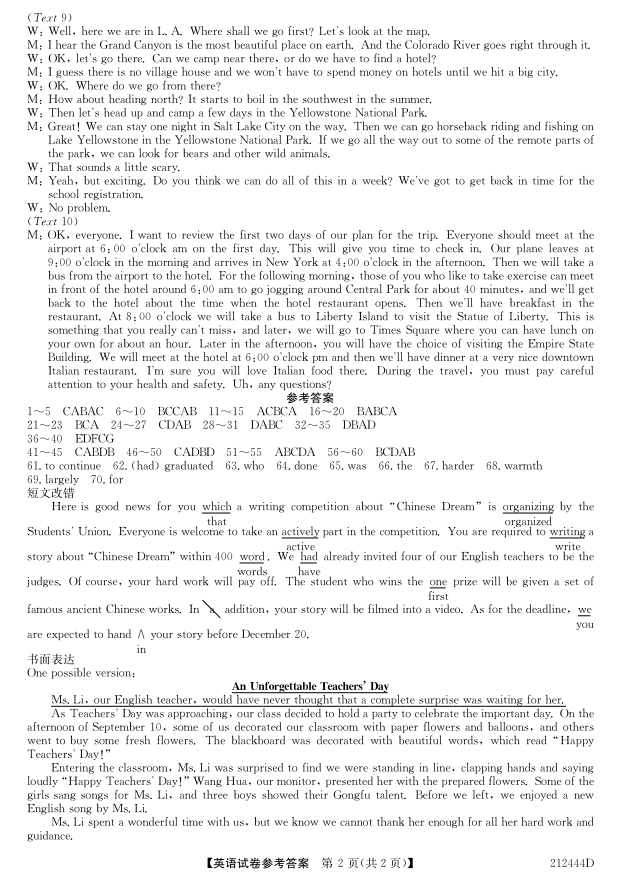 (Text 9)
W: Well, here we are in L. A. Where shall we go first? Let's look at the map.
M: I hear the Grand Canyon is the most beautiful place on earth. And the Colorado River goes right through it.
W: OK, let's go there. Can we camp near there, or do we have to find a hotel?
M: I guess there is no village house and we won't have to spend money on hotels until we hit a big city.
W: OK. Where do we go from there?
M: How about heading north? It starts to boil in the southwest in the summer.
W: Then let's head up and camp a few days in the Yellowstone National Park.
M: Great! We can stay one night in Salt Lake City on the way. Then we can go horseback riding and fishing on
Lake Yellowstone in the Yellowstone National Park. If we go all the way out to some of the remote parts of
the park, we can look for bears and other wild animals.
W: That sounds a little scary.
M: Yeah, but exciting. Do you think we can do all of this in a week? We've got to get back in time for the
school registration.
W: No problem.
(Text 10)
M: OK, everyone. I want to review the first two days of our plan for the trip. Everyone should meet at the
airport at 6:00 o'clock am on the first day. This will give you time to check in. Our plane leaves at
9:00 o'clock in the morning and arrives in New York at 4:00 o'clock in the afternoon. Then we will take a
bus from the airport to the hotel. For the following morning, those of you who like to take exercise can meet
in front of the hotel around 6:00 am to go jogging around Central Park for about 40 minutes, and we'll get
back to the hotel about the time when the hotel restaurant opens. Then we'll have breakfast in the
restaurant. At 8:00 o'clock we will take a bus to Liberty Island to visit the Statue of Liberty. This is
something that you really can't miss, and later, we will go to Times Square where you can have lunch on
your own for about an hour. Later in the afternoon, you will have the choice of visiting the Empire State
Building. We will meet at the hotel at 6:00 o'clock pm and then we'll have dinner at a very nice downtown
Italian restaurant. I'm sure you will love Italian food there. During the travel, you must pay careful
attention to your health and safety. Uh, any questions?
参考答案
1～5 CABAC 6～10 BCCAB 11～15 ACBCA 16～20 BABCA
21～23 BCA 24～27 CDAB 28～31 DABC 32～35 DBAD
36～40 EDFCG
41～45 CABDB 46～50 CADBD 51～55 ABCDA 56～60 BCDAB
61. to continue 62. (had) graduated 63. who 64. done 65. was 66. the 67. harder 68. warmth
69. largely 70. for
短文改错
Here is good news for you which a writing competition about “Chinese Dream” is organizing by the
that organized
Students' Union. Everyone is welcome to take an actively part in the competition. You are required to writing a
active write
story about “Chinese Dream” within 400 word. We had already invited four of our English teachers to be the
words have
judges. Of course, your hard work will pay off. The student who wins the one prize will be given a set of
first
famous ancient Chinese works. In a addition, your story will be filmed into a video. As for the deadline, we
you
are expected to hand ∧ your story before December 20.
in
书面表达
One possible version:
An Unforgettable Teachers' Day
Ms. Li, our English teacher, would have never thought that a complete surprise was waiting for her.
As Teachers' Day was approaching, our class decided to hold a party to celebrate the important day. On the
afternoon of September 10, some of us decorated our classroom with paper flowers and balloons, and others
went to buy some fresh flowers. The blackboard was decorated with beautiful words, which read “Happy
Teachers' Day!”
Entering the classroom, Ms. Li was surprised to find we were standing in line, clapping hands and saying
loudly “Happy Teachers' Day!” Wang Hua, our monitor, presented her with the prepared flowers. Some of the
girls sang songs for Ms. Li, and three boys showed their Gongfu talent. Before we left, we enjoyed a new
English song by Ms. Li.
Ms. Li spent a wonderful time with us, but we know we cannot thank her enough for all her hard work and
guidance.
【英语试卷参考答案 第 2 页(共 2 页)】 212444D